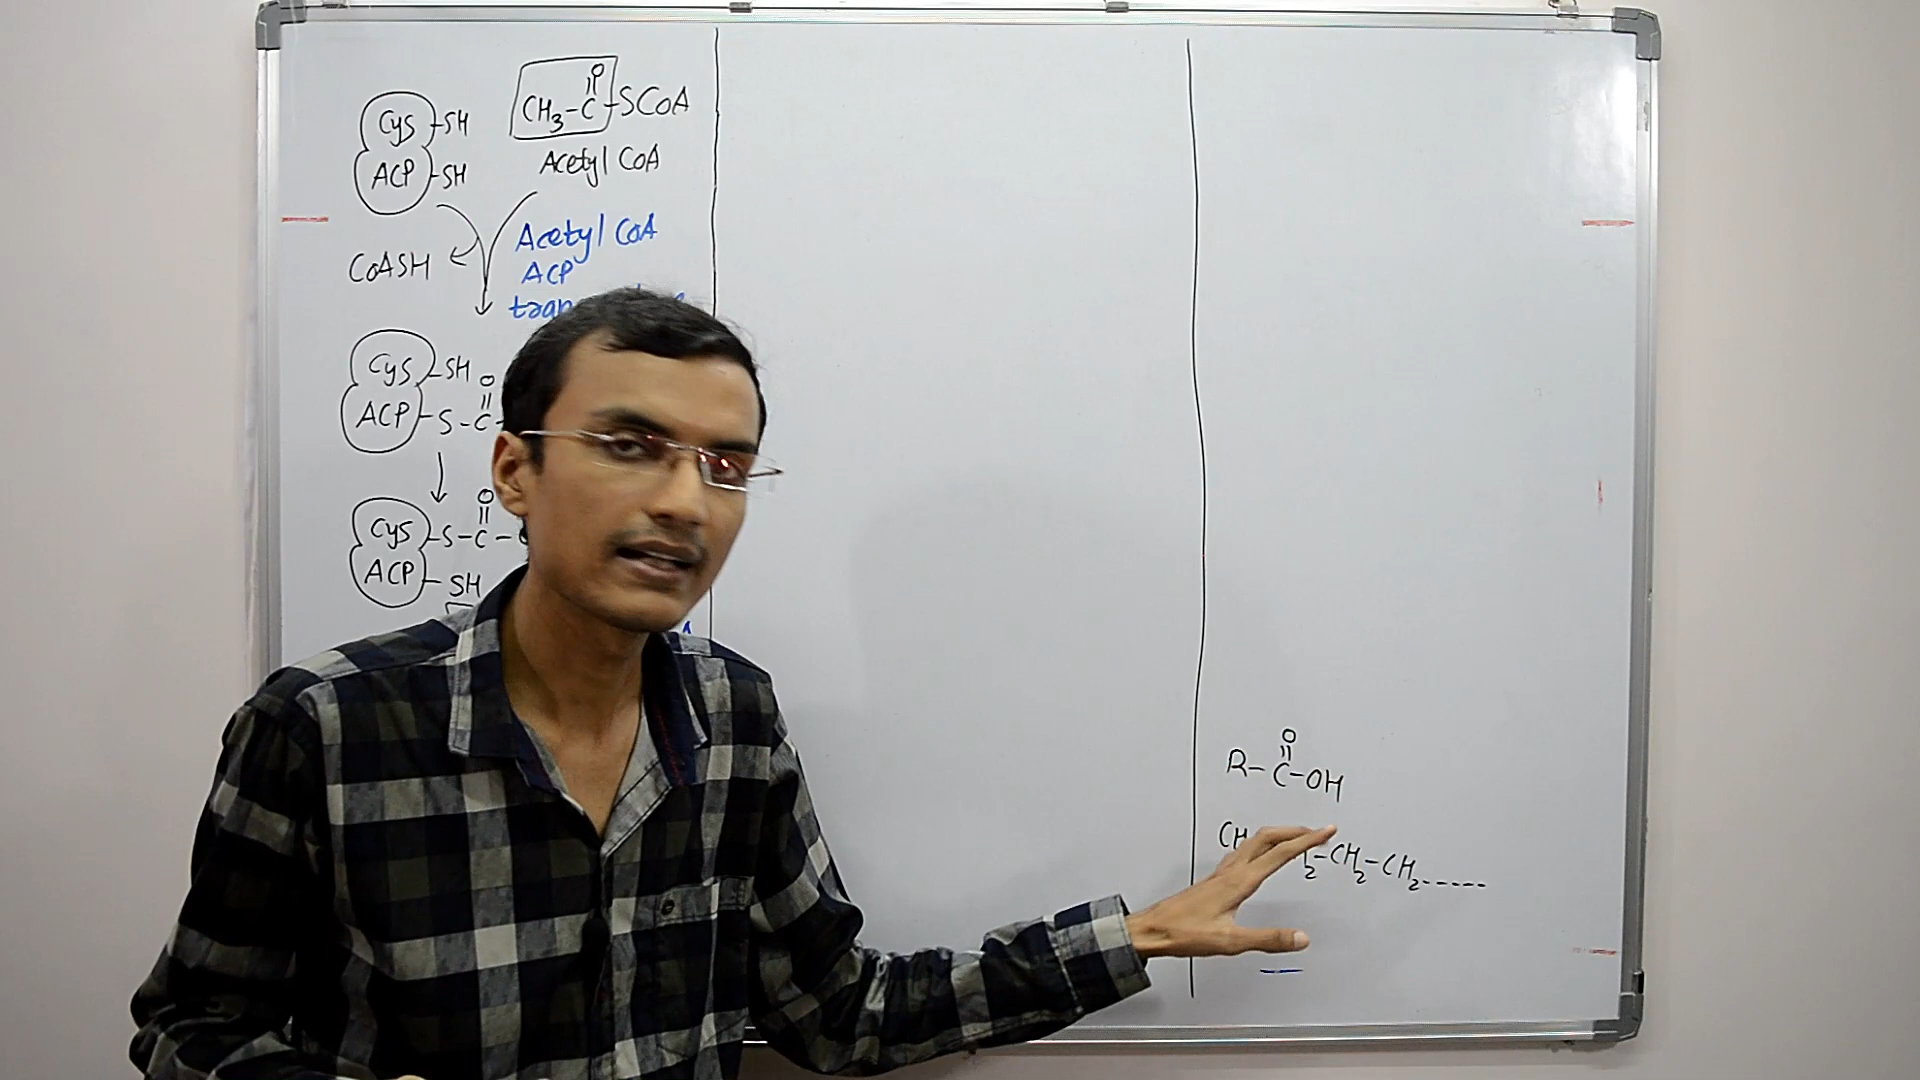 O
CH3-C-SCoA
Cys -SH
ACP -SH
Acetyl CoA
Acetyl CoA
CoASH
ACP
Cys -SH
O
ACP -S-C-
O
Cys -S-C-
ACP - SH
O
R-C-OH
CH 2-CH2-CH2-----